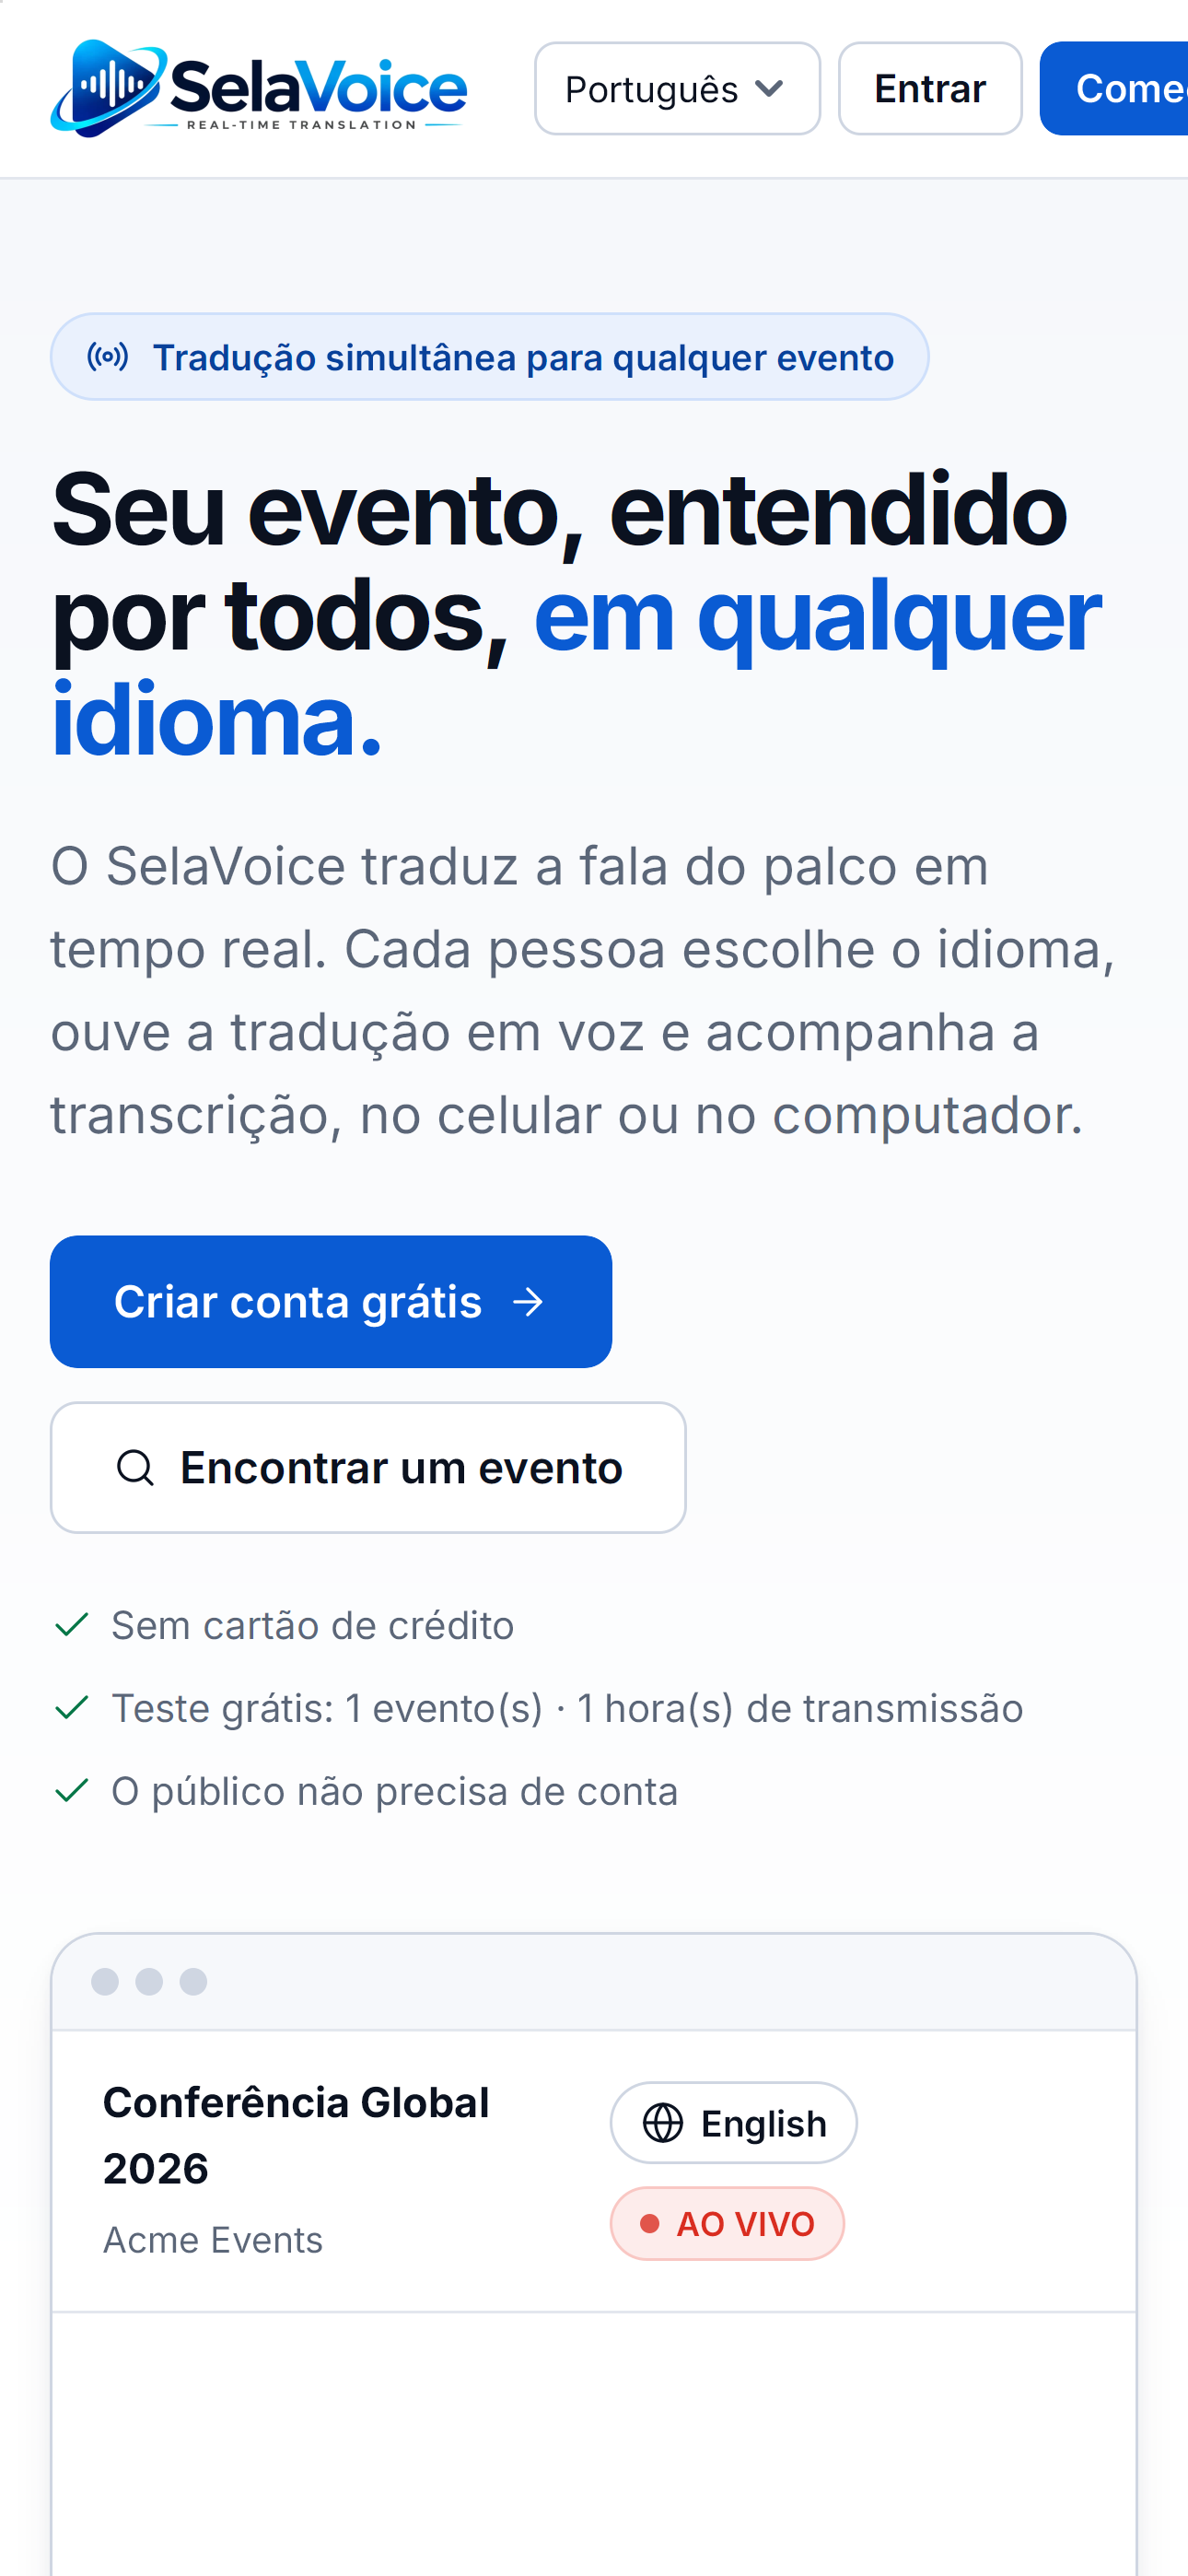 SelaVoice
REAL-TIME TRANSLATION
Português
Entrar
Tradução simultânea para qualquer evento
Seu evento, entendido
por todos, em qualquer
idioma.
O SelaVoice traduz a fala do palco em
tempo real. Cada pessoa escolhe o idioma,
ouve a tradução em voz e acompanha a
transcrição, no celular ou no computador.
Criar conta grátis
Encontrar um evento
Sem cartão de crédito
Teste grátis: 1 evento(s) · 1 hora(s) de transmissão
O público não precisa de conta
Conferência Global
2026
Acme Events
English
AO VIVO